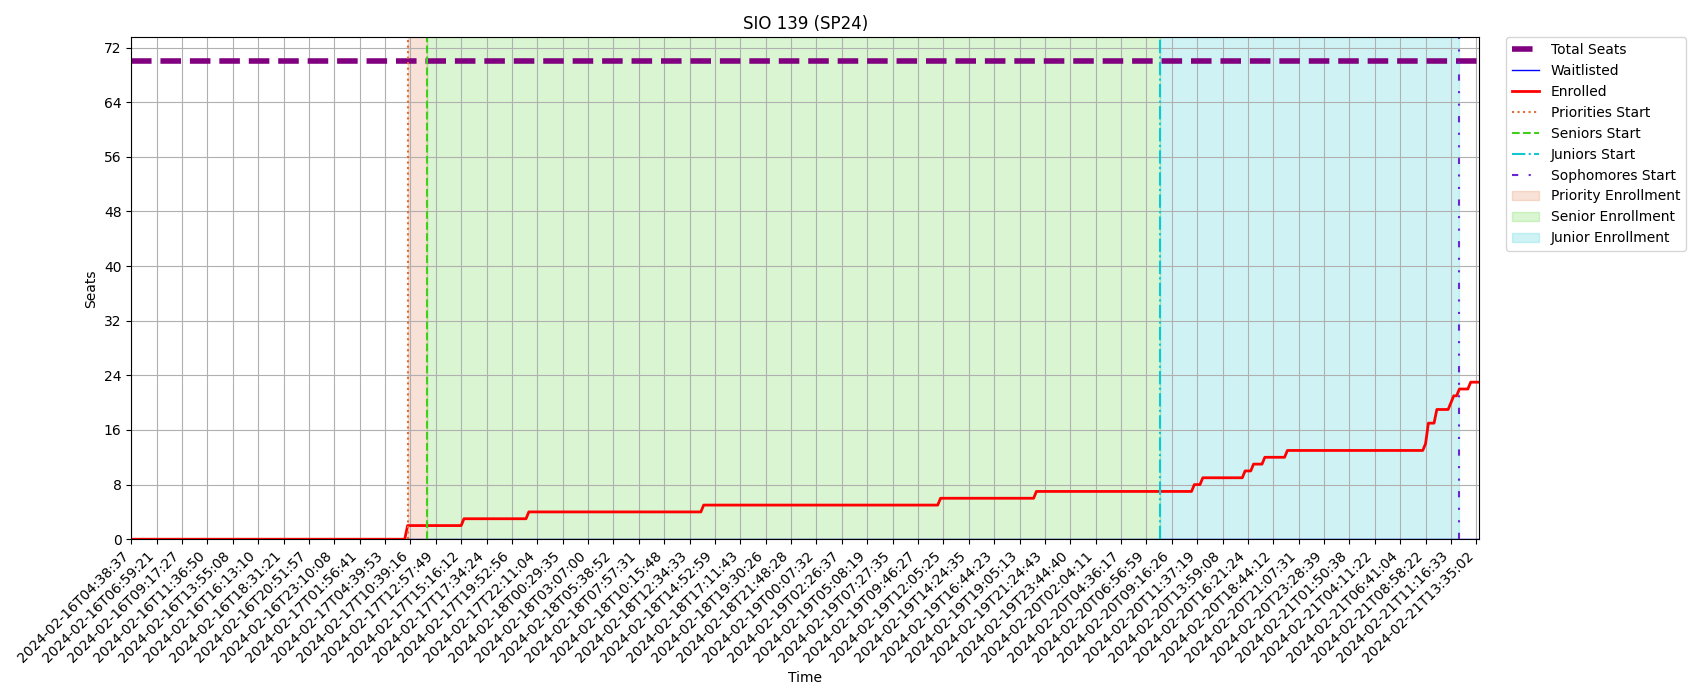 SIO 139 (SP24)
Seats
72
64
56
48
40
32
24
16
8
0
Total Seats
Waitlisted
Enrolled
Priorities Start
Seniors Start
Juniors Start
Sophomores Start
Priority Enrollment
Senior Enrollment
Junior Enrollment
2024-02-16T04:38:37
2024-02-16T06:59:21
2024-02-16T09:17:27
2024-02-16T11:36:50
2024-02-16T13:55:08
2024-02-16T16:13:10
2024-02-16T18:31:21
2024-02-16T20:51:57
2024-02-16T23:10:08
2024-02-17T01:56:41
2024-02-17T04:39:53
2024-02-17T10:39:16
2024-02-17T12:57:49
2024-02-17T15:16:12
2024-02-17T17:34:24
2024-02-17T19:52:56
2024-02-17T22:11:04
2024-02-18T00:29:35
2024-02-18T03:07:00
2024-02-18T05:38:52
2024-02-18T07:57:31
2024-02-18T10:15:48
2024-02-18T12:34:33
2024-02-18T14:52:59
2024-02-18T17:11:43
2024-02-18T19:30:26
2024-02-18T21:48:28
2024-02-19T00:07:32
2024-02-19T02:26:37
2024-02-19T05:08:19
2024-02-19T07:27:35
2024-02-19T09:46:27
2024-02-19T12:05:25
2024-02-19T14:24:35
2024-02-19T16:44:23
2024-02-19T19:05:13
2024-02-19T21:24:43
2024-02-19T23:44:40
2024-02-20T02:04:11
2024-02-20T04:36:17
2024-02-20T06:56:59
2024-02-20T09:16:26
2024-02-20T11:37:19
2024-02-20T13:59:08
2024-02-20T16:21:24
2024-02-20T18:44:12
2024-02-20T21:07:31
2024-02-20T23:28:39
2024-02-21T01:50:38
2024-02-21T04:11:22
2024-02-21T06:41:04
2024-02-21T08:58:22
2024-02-21T11:16:33
2024-02-21T13:35:02
Time